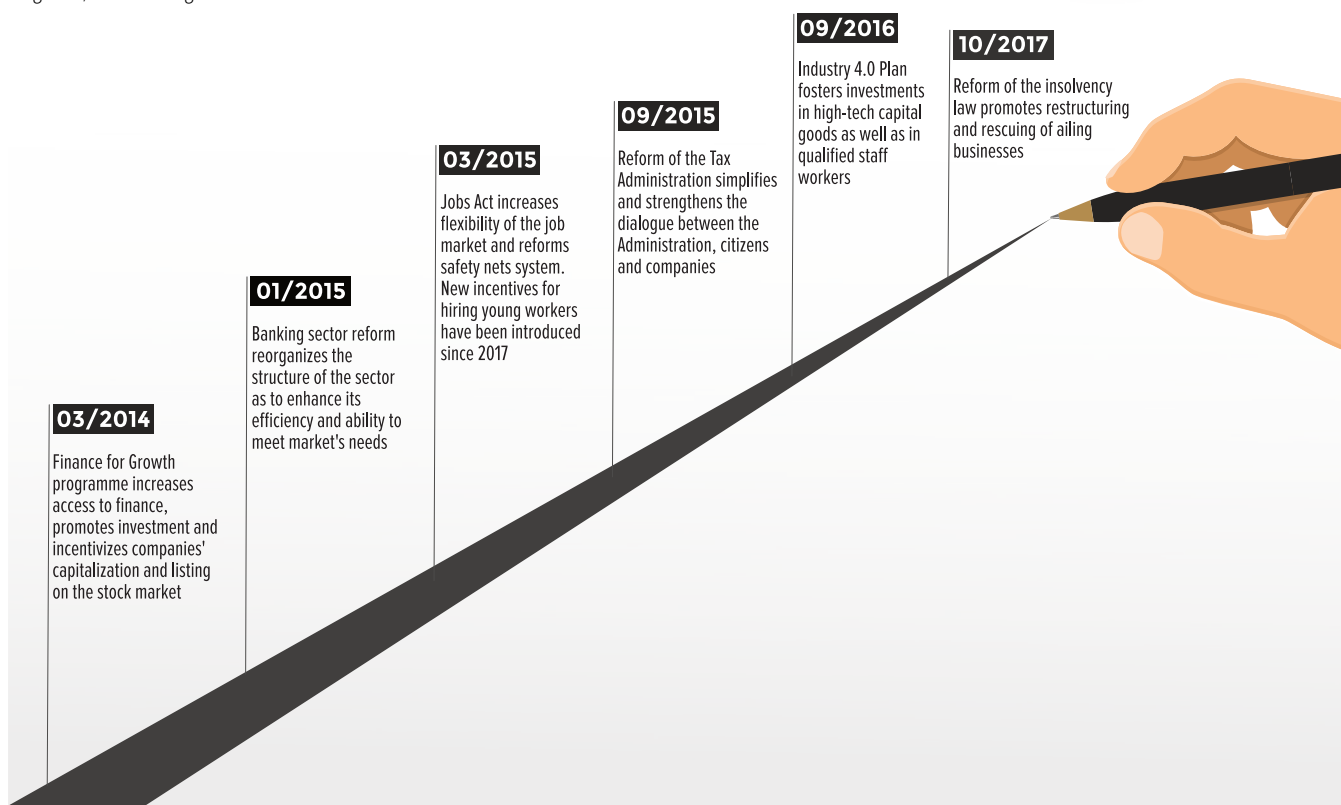 03/2014
Finance for Growth
programme increases
access to finance,
promotes investment and
incentivizes companies'
capitalization and listing
on the stock market
01/2015
Banking sector reform
reorganizes the
structure of the sector
as to enhance its
efficiency and ability to
meet market's needs
03/2015
Jobs Act increases
flexibility of the job
market and reforms
safety nets system.
New incentives for
hiring young workers
have been introduced
since 2017
09/2015
Reform of the Tax
Administration simplifies
and strengthens the
dialogue between the
Administration, citizens
and companies
09/2016
Industry 4.0 Plan
fosters investments
in high-tech capital
goods as well as in
qualified staff
workers
10/2017
Reform of the insolvency
law promotes restructuring
and rescuing of ailing
businesses